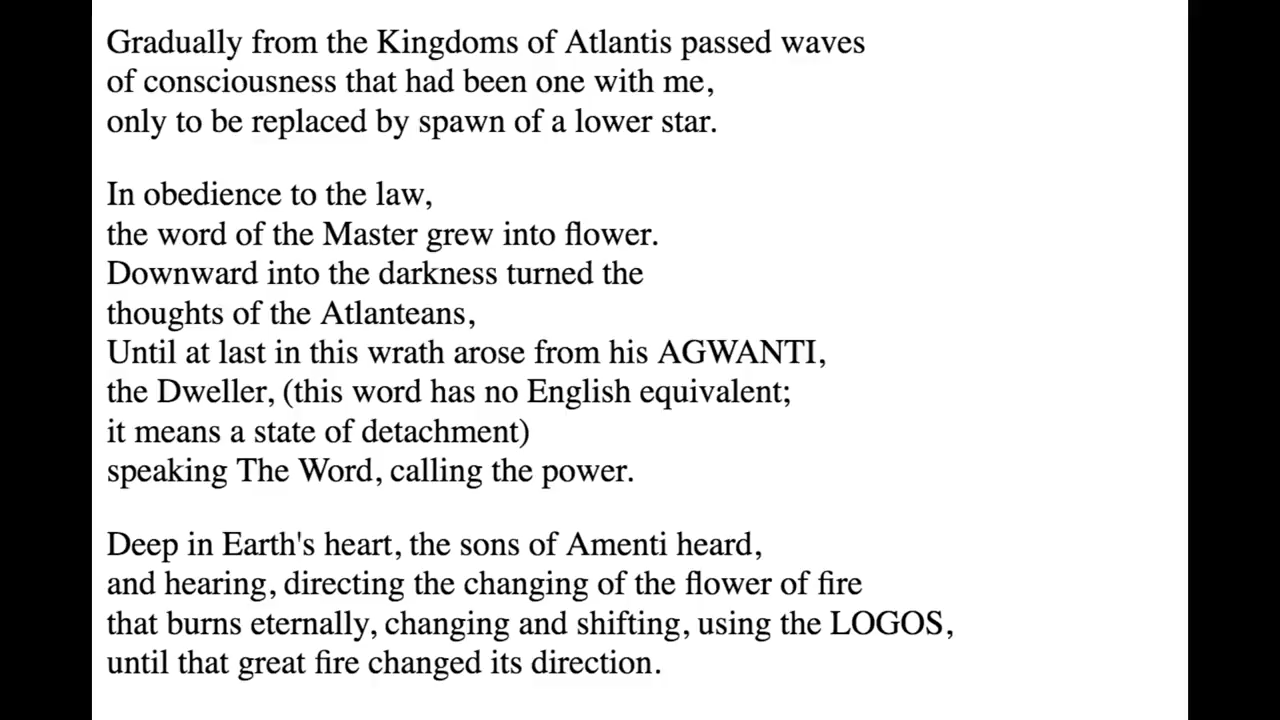 Gradually from the Kingdoms of Atlantis passed waves
of consciousness that had been one with me,
only to be replaced by spawn of a lower star.
In obedience to the law,
the word of the Master grew into flower.
Downward into the darkness turned the
thoughts of the Atlanteans,
Until at last in this wrath arose from his AGWANTI,
the Dweller, (this word has no English equivalent;
it means a state of detachment)
speaking The Word, calling the power.
Deep in Earth's heart, the sons of Amenti heard,
and hearing, directing the changing of the flower of fire
that burns eternally, changing and shifting, using the LOGOS,
until that great fire changed its direction.